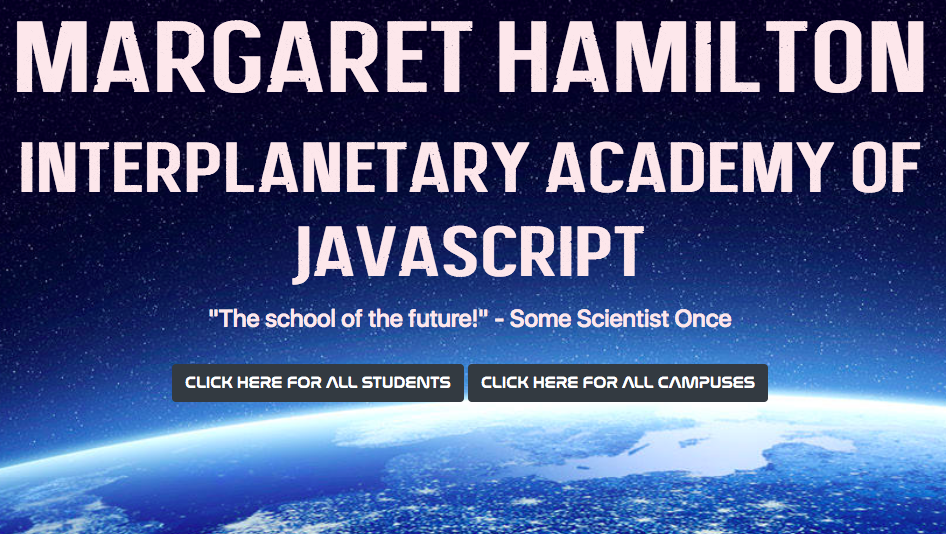 MARGARET HAMILTON
INTERPLANETARY ACADEMY OF
JAVASCRIPT
"The school of the future!" - Some Scientist Once
CLICK HERE FOR ALL STUDENTS CLICK HERE FOR ALL CAMPUSES